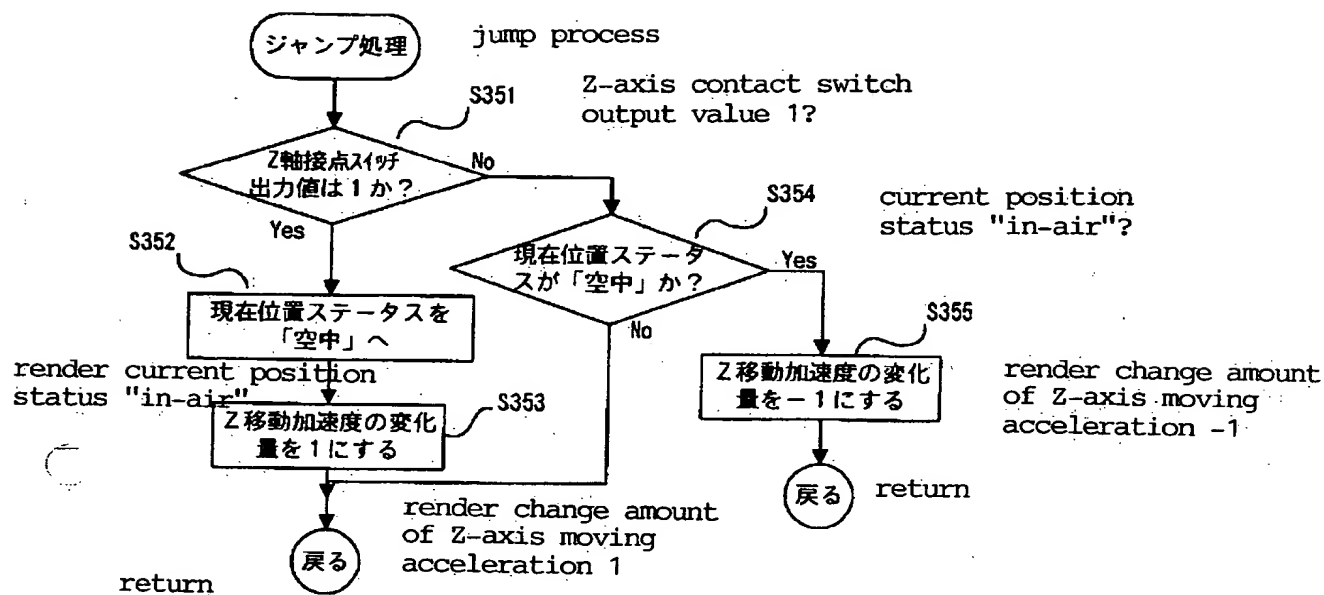 ジャンプ処理
jump process
Z-axis contact switch
output value 1?
S351
Z軸接点スイッチ
出力値は1か?
No
Yes
S354
current position
status "in-air"?
現在位置ステータ
スが「空中」か?
Yes
No
S352
現在位置ステータスを
「空中」へ
render current position
status "in-air"
S353
Z移動加速度の変化
量を1にする
S355
Z移動加速度の変化
量を-1にする
render change amount
of Z-axis moving
acceleration -1
戻る
return
render change amount
of Z-axis moving
acceleration 1
戻る
return